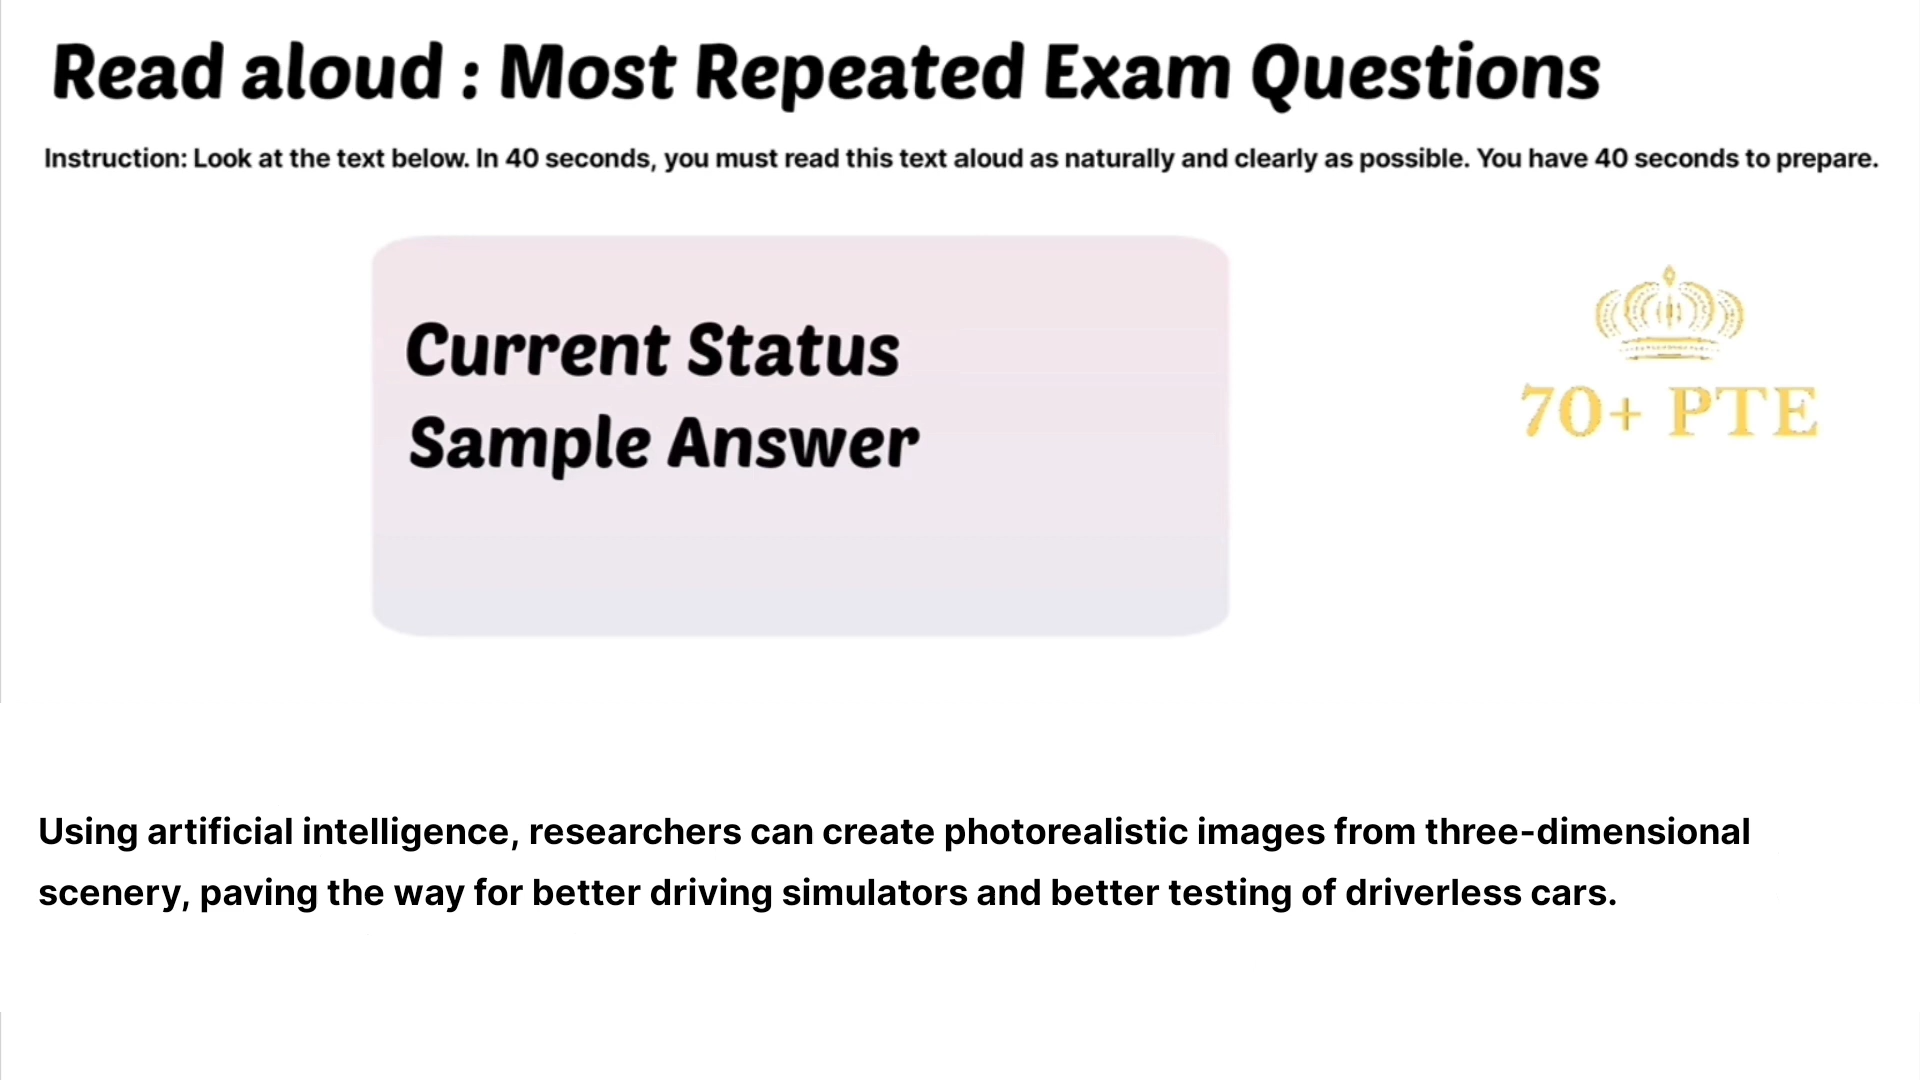 Read aloud : Most Repeated Exam Questions
Instruction: Look at the text below. In 40 seconds, you must read this text aloud as naturally and clearly as possible. You have 40 seconds to prepare.
Current Status
Sample Answer
70+ PTE
Using artificial intelligence, researchers can create photorealistic images from three-dimensional
scenery, paving the way for better driving simulators and better testing of driverless cars.